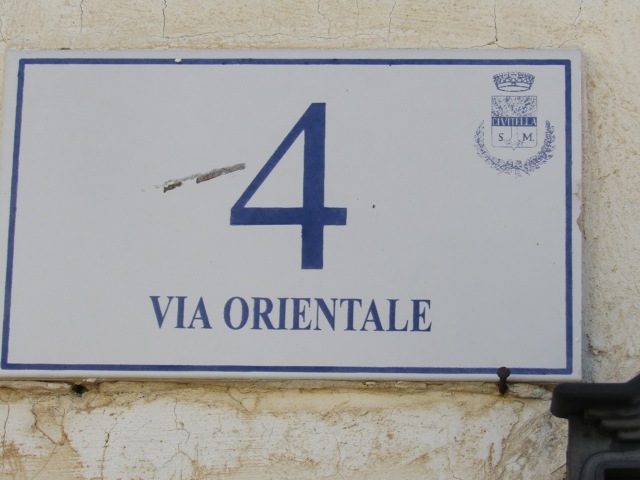 4
CIVITELLA
S. M.
VIA ORIENTALE